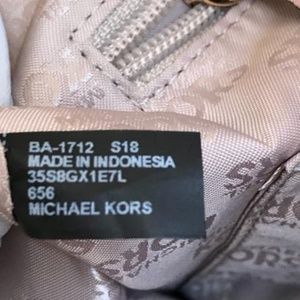 BA-1712 S18
MADE IN INDONESIA
35S8GX1E7L
656
MICHAEL KORS